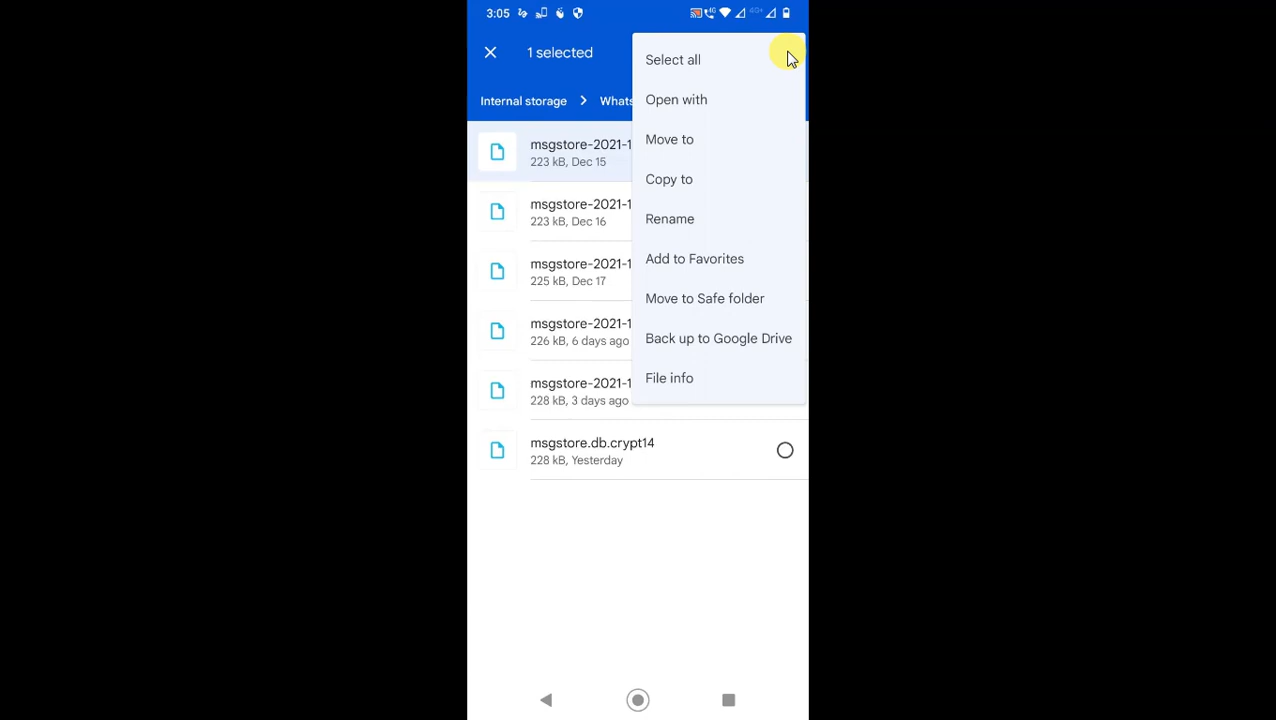 3:05
4G+
1 selected
Internal storage
Whats
msgstore-2021-1
223 kB, Dec 15
msgstore-2021-1
223 kB, Dec 16
msgstore-2021-1
225 kB, Dec 17
msgstore-2021-1
226 kB, 6 days ago
msgstore-2021-1
228 kB, 3 days ago
msgstore.db.crypt14
228 kB, Yesterday
Select all
Open with
Move to
Copy to
Rename
Add to Favorites
Move to Safe folder
Back up to Google Drive
File info